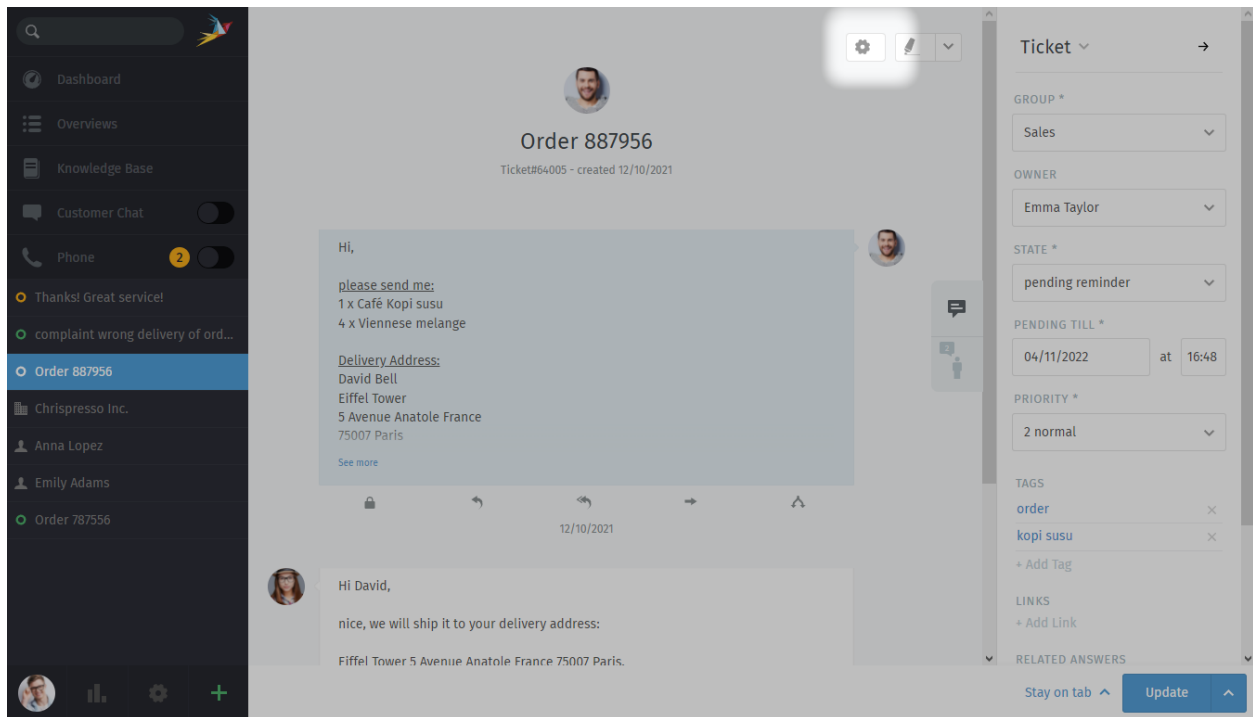 Dashboard
Overviews
Knowledge Base
Customer Chat
Phone
2
Thanks! Great service!
complaint wrong delivery of ord...
Order 887956
Chrispresso Inc.
Anna Lopez
Emily Adams
Order 787556
Order 887956
Ticket#64005 - created 12/10/2021
Hi,
please send me:
1 x Café Kopi susu
4 x Viennese melange
Delivery Address:
David Bell
Eiffel Tower
5 Avenue Anatole France
75007 Paris
See more
12/10/2021
Hi David,
nice, we will ship it to your delivery address:
Eiffel Tower 5 Avenue Anatole France 75007 Paris.
2
Ticket
GROUP *
Sales
OWNER
Emma Taylor
STATE *
pending reminder
PENDING TILL *
04/11/2022 at 16:48
PRIORITY *
2 normal
TAGS
order
kopi susu
+ Add Tag
LINKS
+ Add Link
RELATED ANSWERS
Stay on tab
Update